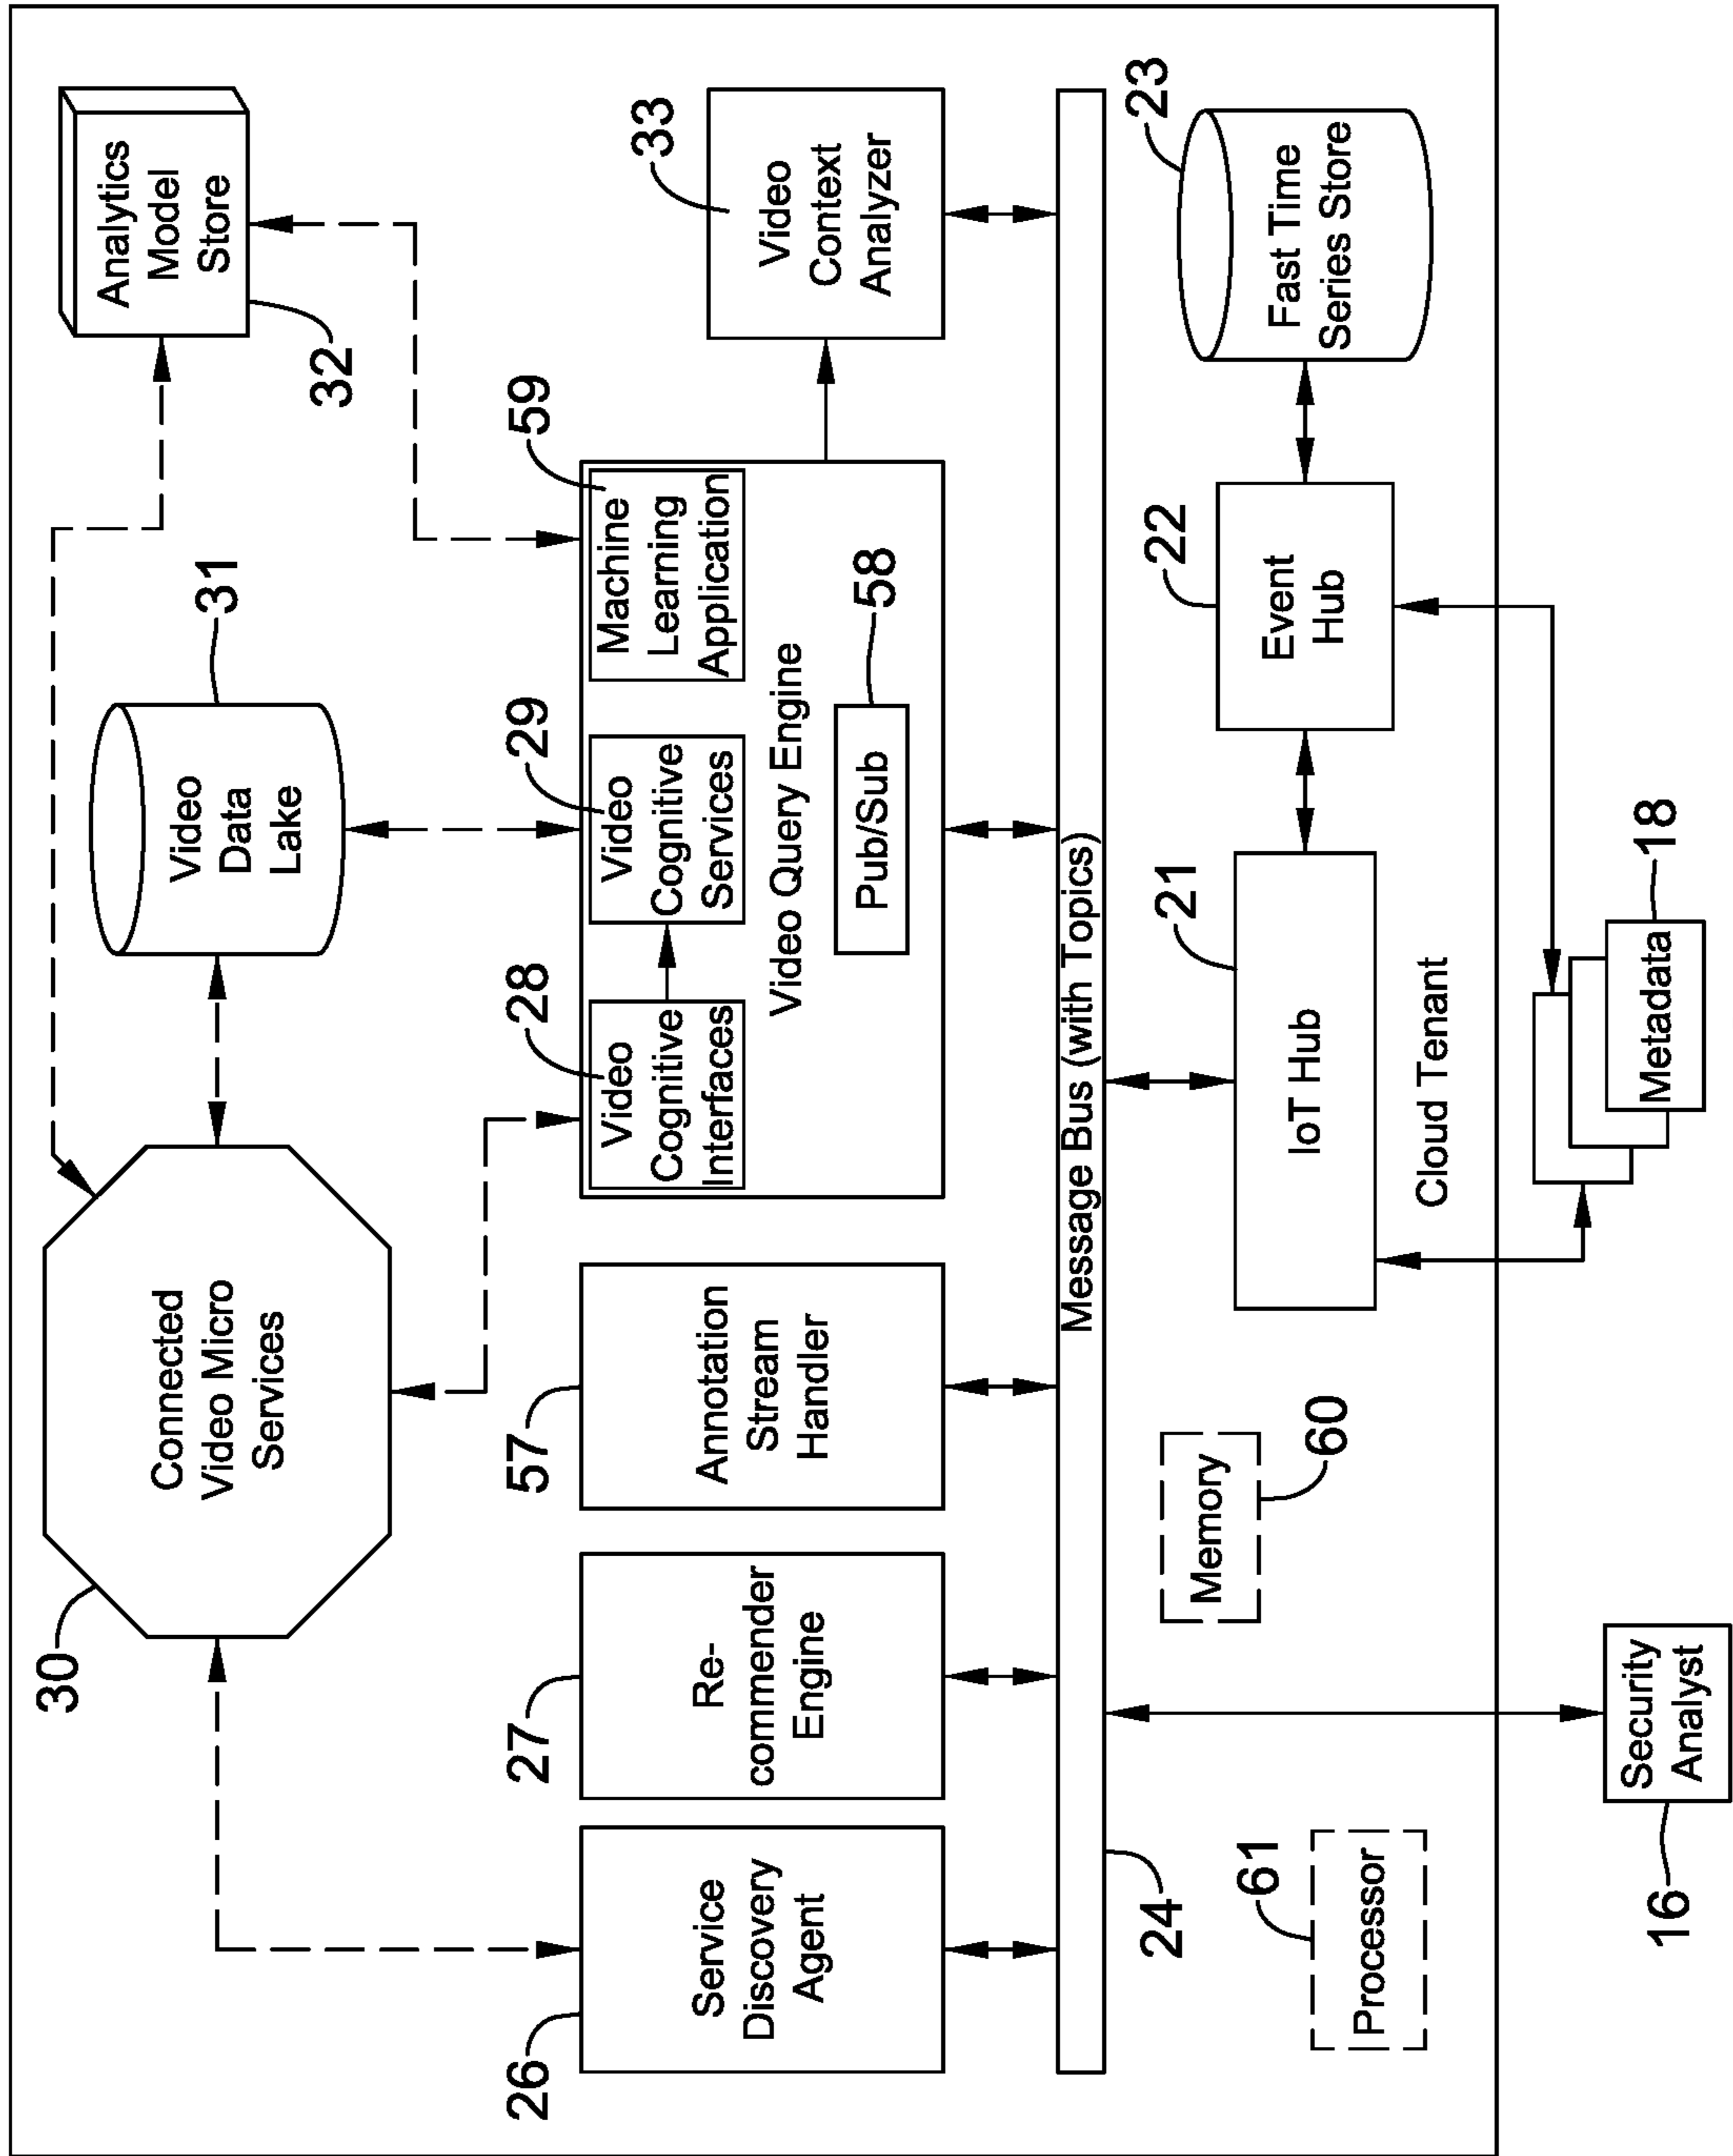 30
Connected
Video Micro
Services
Video
Data
Lake
31
Analytics
Model
Store
32
26
Service
Discovery
Agent
27
Re-
commender
Engine
57
Annotation
Stream
Handler
28
Video
Cognitive
Interfaces
29
Video
Cognitive
Services
59
Machine
Learning
Application
Video Query Engine
Pub/Sub
58
33
Video
Context
Analyzer
Message Bus (with Topics)
24
61
Processor
Memory
60
21
IoT Hub
22
Event
Hub
23
Fast Time
Series Store
Cloud Tenant
16
Security
Analyst
Metadata
18